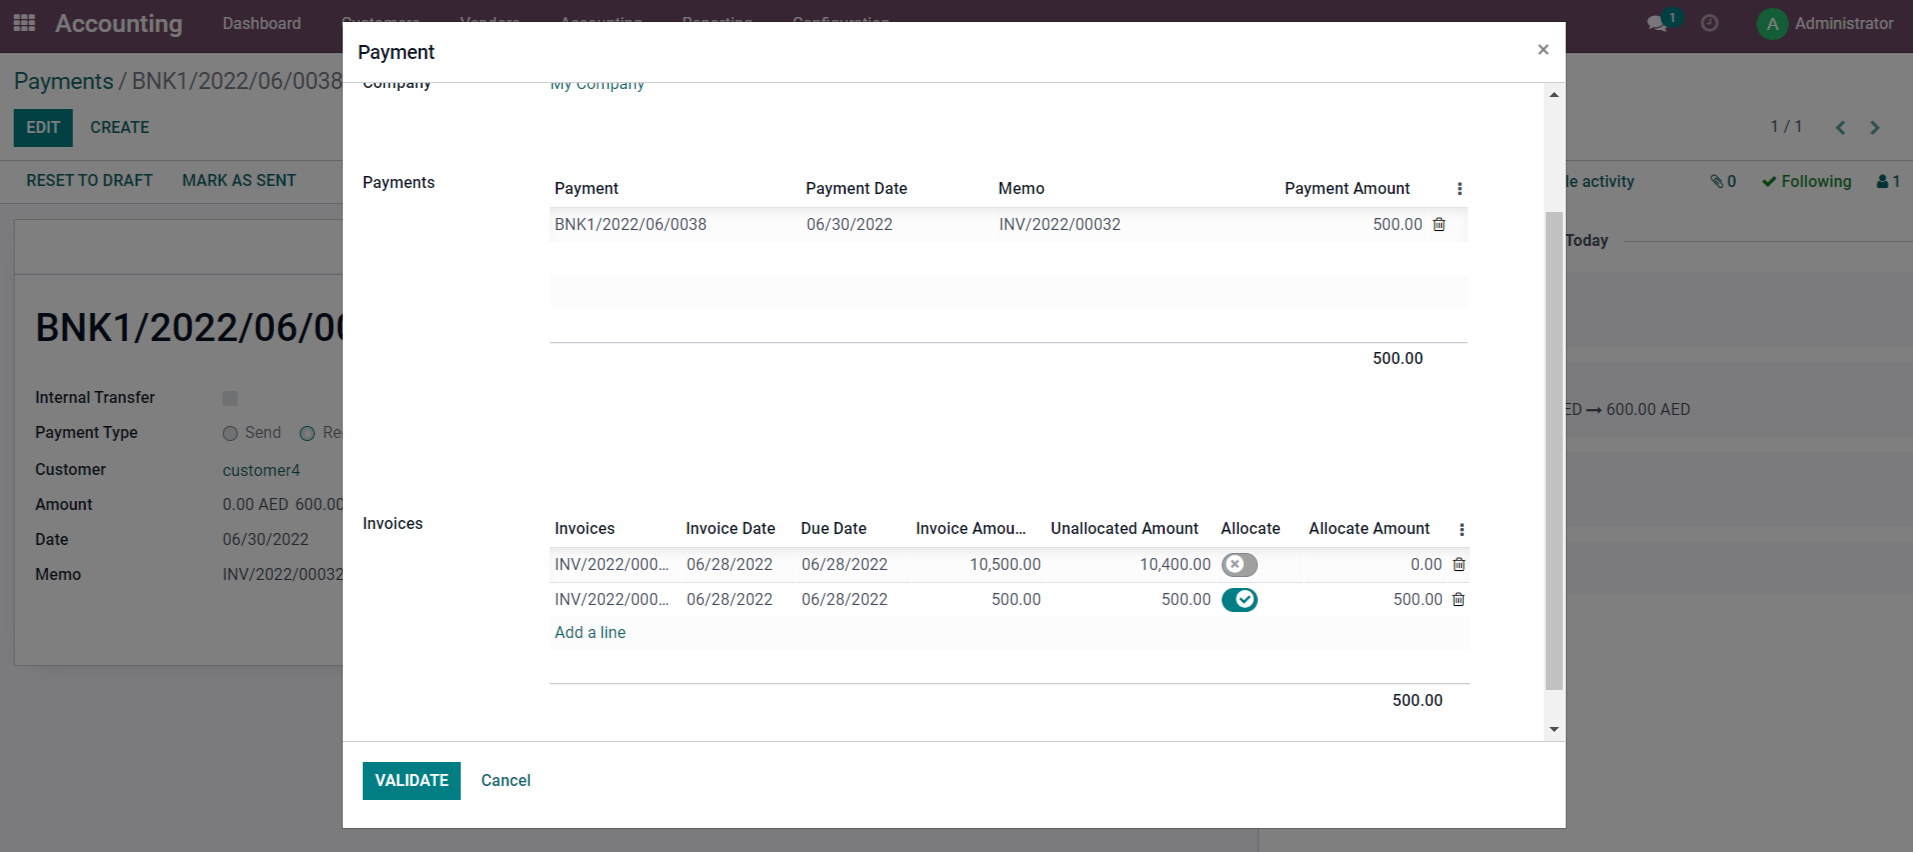 Accounting Dashboard Customers Vendors Accounting Reporting Configuration 1 A Administrator
Payments / BNK1/2022/06/0038
EDIT CREATE 1 / 1
RESET TO DRAFT MARK AS SENT le activity 0 Following 1
Today
BNK1/2022/06/00
Internal Transfer
Payment Type Send Re
Customer customer4
Amount 0.00 AED 600.00
Date 06/30/2022
Memo INV/2022/00032
ED → 600.00 AED
Payment ×
Company My Company
Payments
Payment Payment Date Memo Payment Amount
BNK1/2022/06/0038 06/30/2022 INV/2022/00032 500.00
500.00
Invoices
Invoices Invoice Date Due Date Invoice Amou... Unallocated Amount Allocate Allocate Amount
INV/2022/000... 06/28/2022 06/28/2022 10,500.00 10,400.00 0.00
INV/2022/000... 06/28/2022 06/28/2022 500.00 500.00 500.00
Add a line
500.00
VALIDATE Cancel